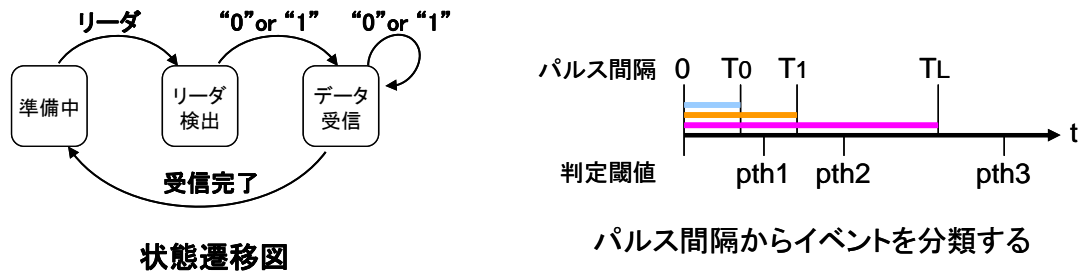 リーダ
“0”or “1”
“0”or “1”
準備中
リーダ
検出
データ
受信
受信完了
状態遷移図
パルス間隔 0 T0 T1 TL
t
判定閾値 pth1 pth2 pth3
パルス間隔からイベントを分類する